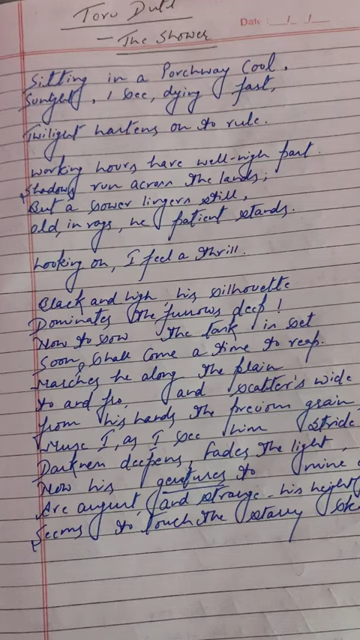 Toru Dutt
- The Shower
Date / /
Sitting in a Porchway Cool,
Sunlight, I see, dying fast,
Twilight hastens on to rule.
Working hours have well-nigh past.
Shadows run across the lands;
But a sower lingers still,
Old, in rags, he patient stands.
Looking on, I feel a thrill.
Black and high, his silhouette
Dominates the furrows deep!
Now to sow the task is set
Soon, shall come a time to reap.
Marches he along the plain
to and fro, and scatter's wide
from his hands the precious grain
Muse I, as I see him stride
Darkness deepens, fades the light,
Now his gestures to mine
Are august, and strange - his height
Seems to touch the starry